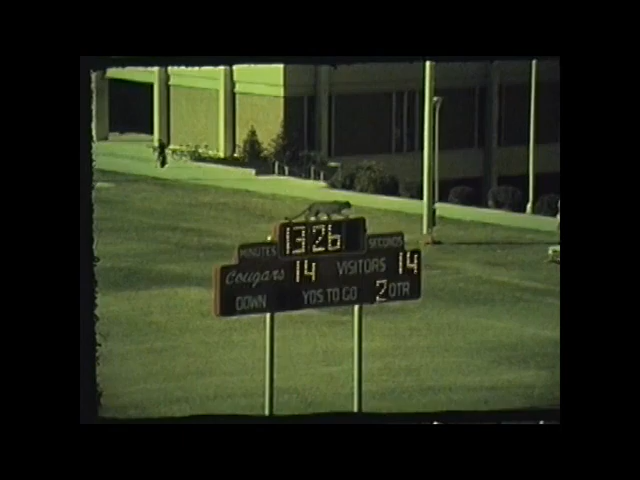 MINUTES 13 26 SECONDS
Cougars 14 VISITORS 14
DOWN YDS TO GO 2 QTR